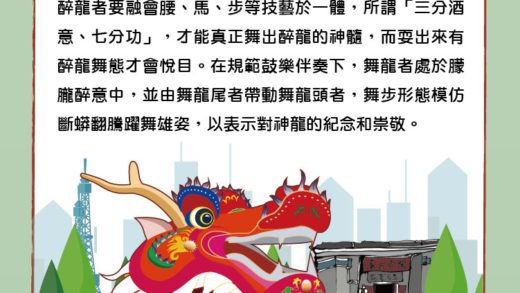 醉龍者要融會腰、馬、步等技藝於一體，所謂「三分酒
意、七分功」，才能真正舞出醉龍的神髓，而耍出來有
醉龍舞態才會悅目。在規範鼓樂伴奏下，舞龍者處於朦
朧醉意中，並由舞龍尾者帶動舞龍頭者，舞步形態模仿
斷蟒翻騰躍舞雄姿，以表示對神龍的紀念和崇敬。